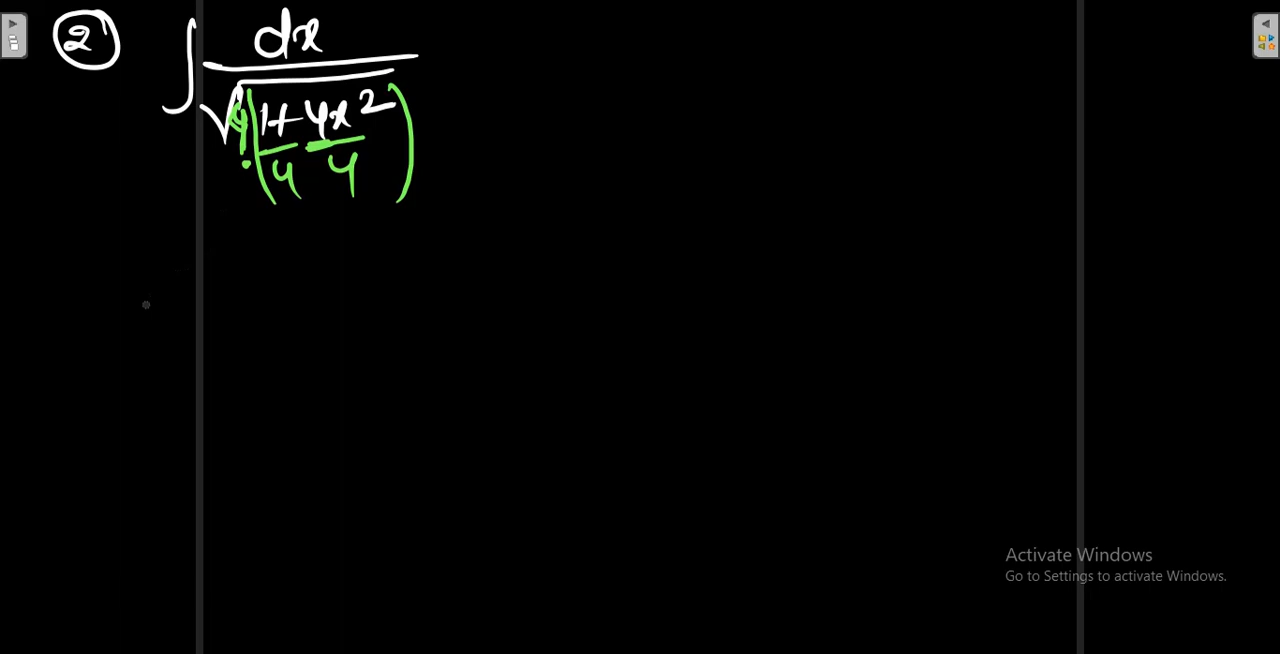 ② ∫ dx / √(4(1/4 + 4x²/4))
Activate Windows
Go to Settings to activate Windows.